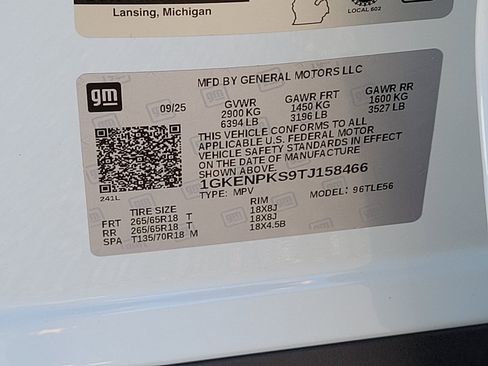 Lansing, Michigan
LOCAL 602
gm
MFD BY GENERAL MOTORS LLC
09/25 GVWR GAWR FRT GAWR RR
2900 KG 1450 KG 1600 KG
6394 LB 3196 LB 3527 LB
THIS VEHICLE CONFORMS TO ALL
APPLICABLE U.S. FEDERAL MOTOR
VEHICLE SAFETY STANDARDS IN EFFECT
ON THE DATE OF MANUFACTURE
1GKENPKS9TJ158466
241L TYPE: MPV MODEL: 96TLE56
TIRE SIZE RIM
FRT 265/65R18 T 18X8J
RR 265/65R18 T 18X8J
SPA T135/70R18 M 18X4.5B